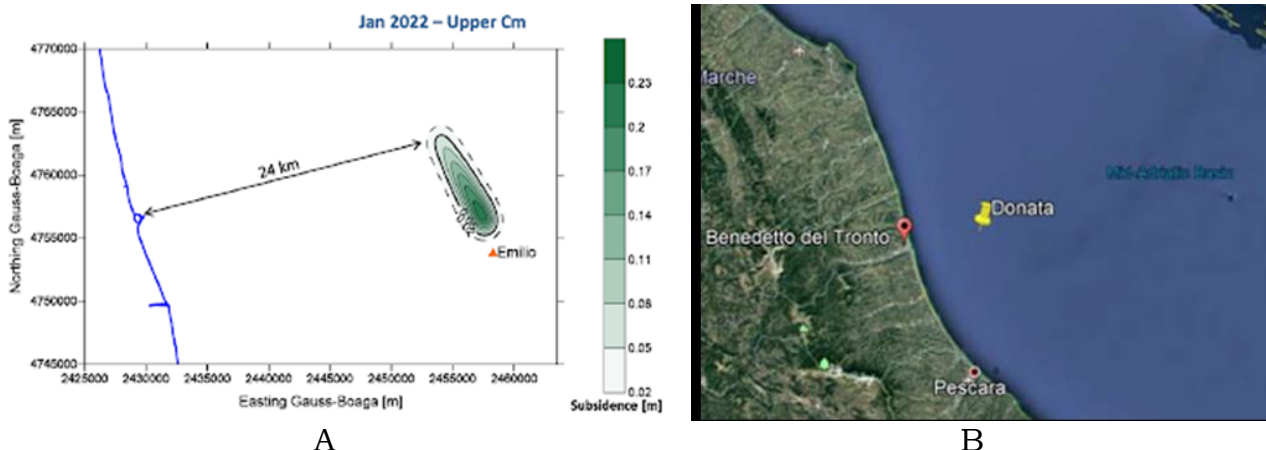 Jan 2022 – Upper Cm
4770000
4765000
4760000
4755000
4750000
4745000
Northing Gauss-Boaga [m]
24 km
Emilio
2425000 2430000 2435000 2440000 2445000 2450000 2455000 2460000
Easting Gauss-Boaga [m]
0.23
0.2
0.17
0.14
0.11
0.08
0.05
0.02
Subsidence [m]
A
Marche
Mid-Adriatic Basin
Donata
Benedetto del Tronto
Pescara
B